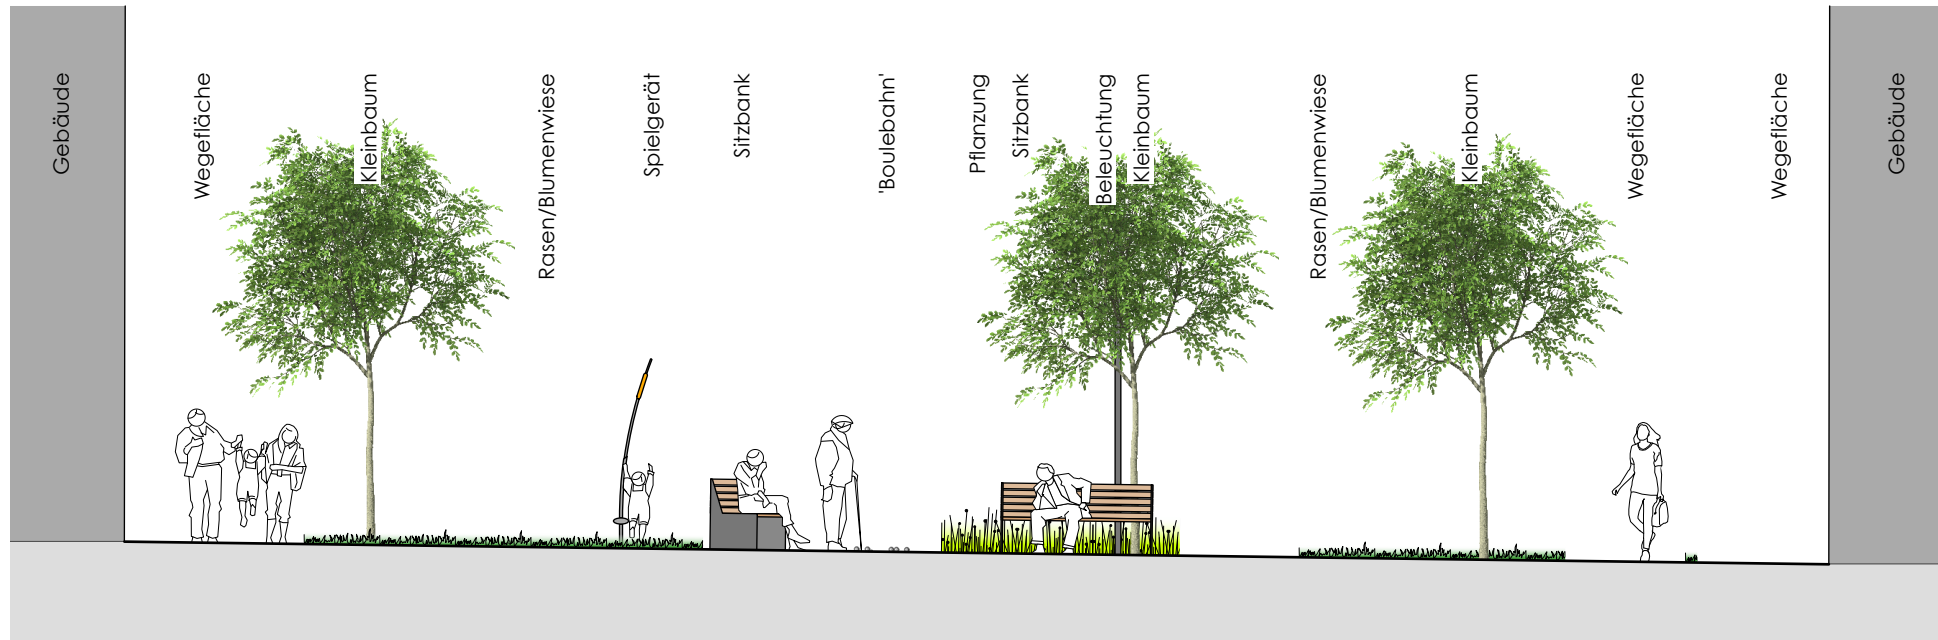 Gebäude
Wegefläche
Kleinbaum
Rasen/Blumenwiese
Spielgerät
Sitzbank
'Boulebahn'
Pflanzung
Sitzbank
Beleuchtung
Kleinbaum
Rasen/Blumenwiese
Kleinbaum
Wegefläche
Wegefläche
Gebäude